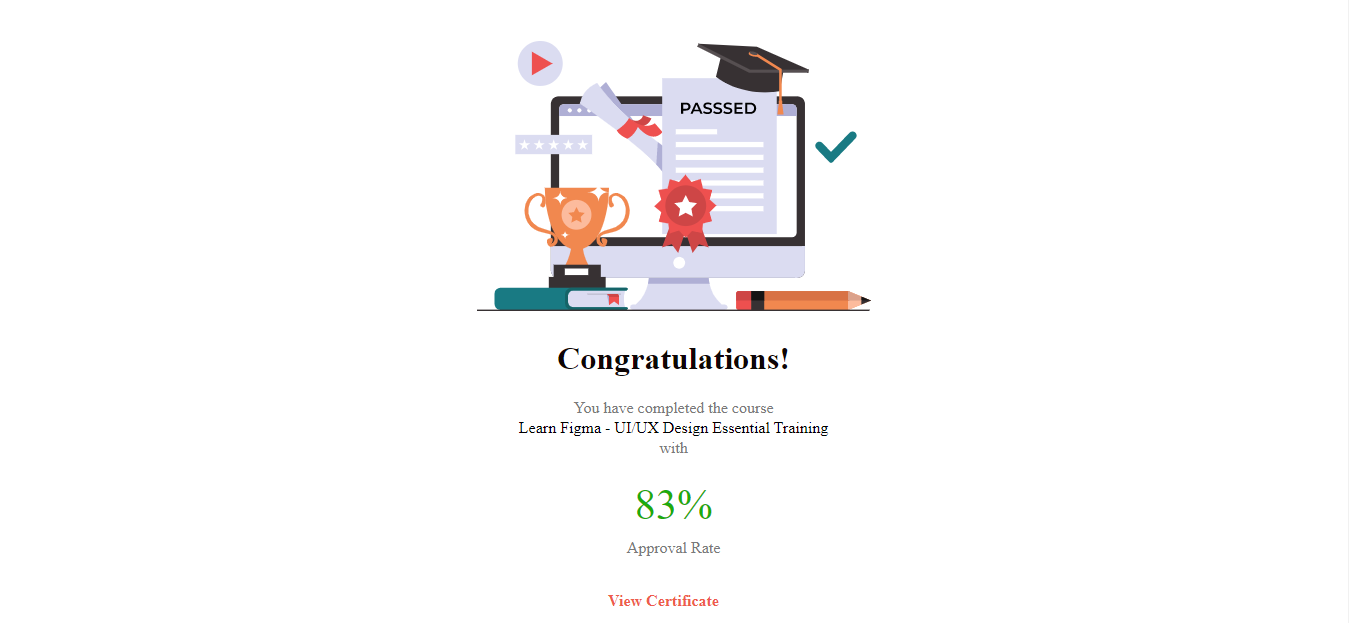 PASSSED
Congratulations!
You have completed the course
Learn Figma - UI/UX Design Essential Training
with
83%
Approval Rate
View Certificate